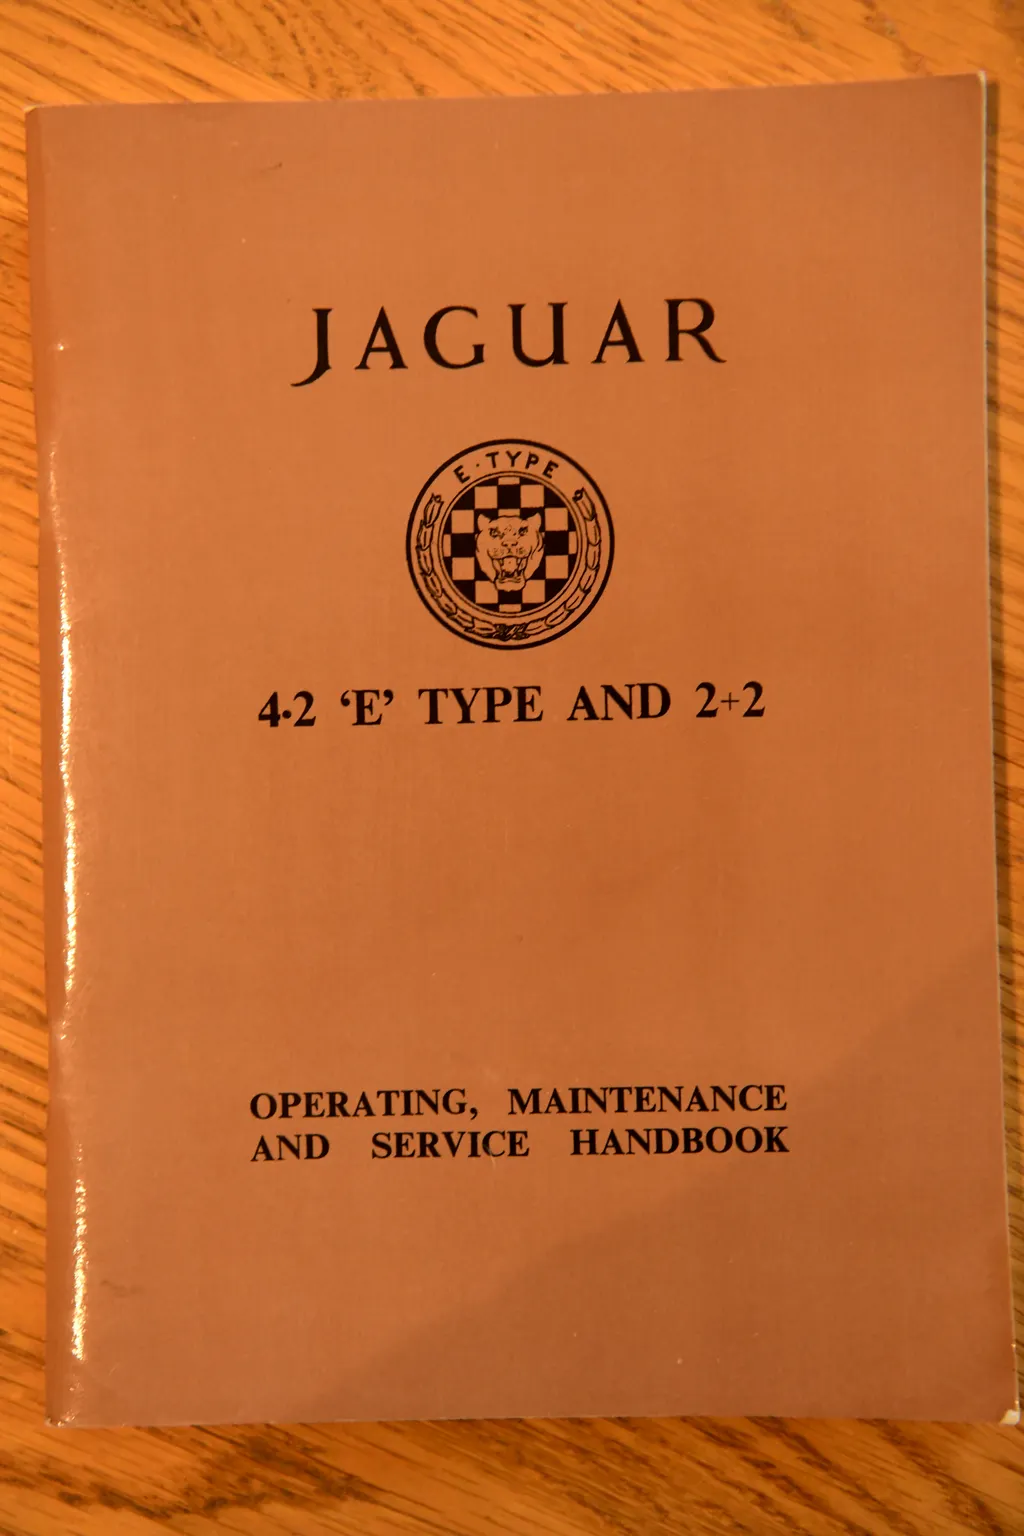 JAGUAR
E·TYPE
4·2 ‘E’ TYPE AND 2+2
OPERATING, MAINTENANCE
AND SERVICE HANDBOOK